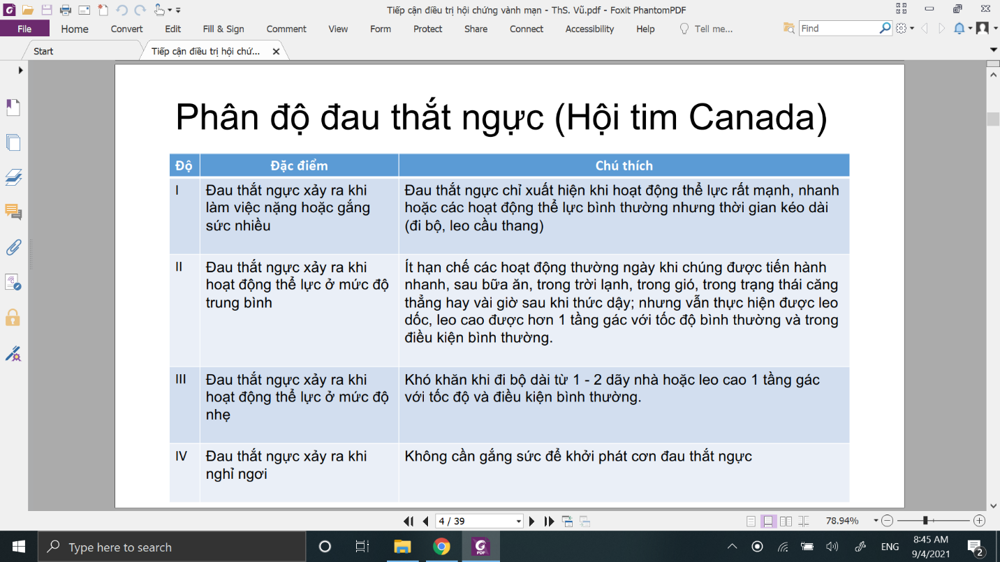 Tiếp cận điều trị hội chứng vành mạn - ThS. Vũ.pdf - Foxit PhantomPDF
File Home Convert Edit Fill & Sign Comment View Form Protect Share Connect Accessibility Help Tell me... Find
Start Tiếp cận điều trị hội chứ...
Phân độ đau thắt ngực (Hội tim Canada)
Độ Đặc điểm Chú thích
I
Đau thắt ngực xảy ra khi
làm việc nặng hoặc gắng
sức nhiều
Đau thắt ngực chỉ xuất hiện khi hoạt động thể lực rất mạnh, nhanh
hoặc các hoạt động thể lực bình thường nhưng thời gian kéo dài
(đi bộ, leo cầu thang)
II
Đau thắt ngực xảy ra khi
hoạt động thể lực ở mức độ
trung bình
Ít hạn chế các hoạt động thường ngày khi chúng được tiến hành
nhanh, sau bữa ăn, trong trời lạnh, trong gió, trong trạng thái căng
thẳng hay vài giờ sau khi thức dậy; nhưng vẫn thực hiện được leo
dốc, leo cao được hơn 1 tầng gác với tốc độ bình thường và trong
điều kiện bình thường.
III
Đau thắt ngực xảy ra khi
hoạt động thể lực ở mức độ
nhẹ
Khó khăn khi đi bộ dài từ 1 - 2 dãy nhà hoặc leo cao 1 tầng gác
với tốc độ và điều kiện bình thường.
IV
Đau thắt ngực xảy ra khi
nghỉ ngơi
Không cần gắng sức để khởi phát cơn đau thắt ngực
4 / 39 78.94%
Type here to search
PDF
ENG
8:45 AM
9/4/2021
2